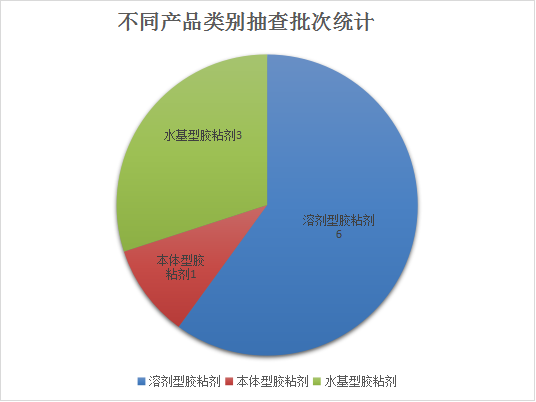 不同产品类别抽查批次统计
水基型胶粘剂3
溶剂型胶粘剂
6
本体型胶
粘剂1
溶剂型胶粘剂 本体型胶粘剂 水基型胶粘剂